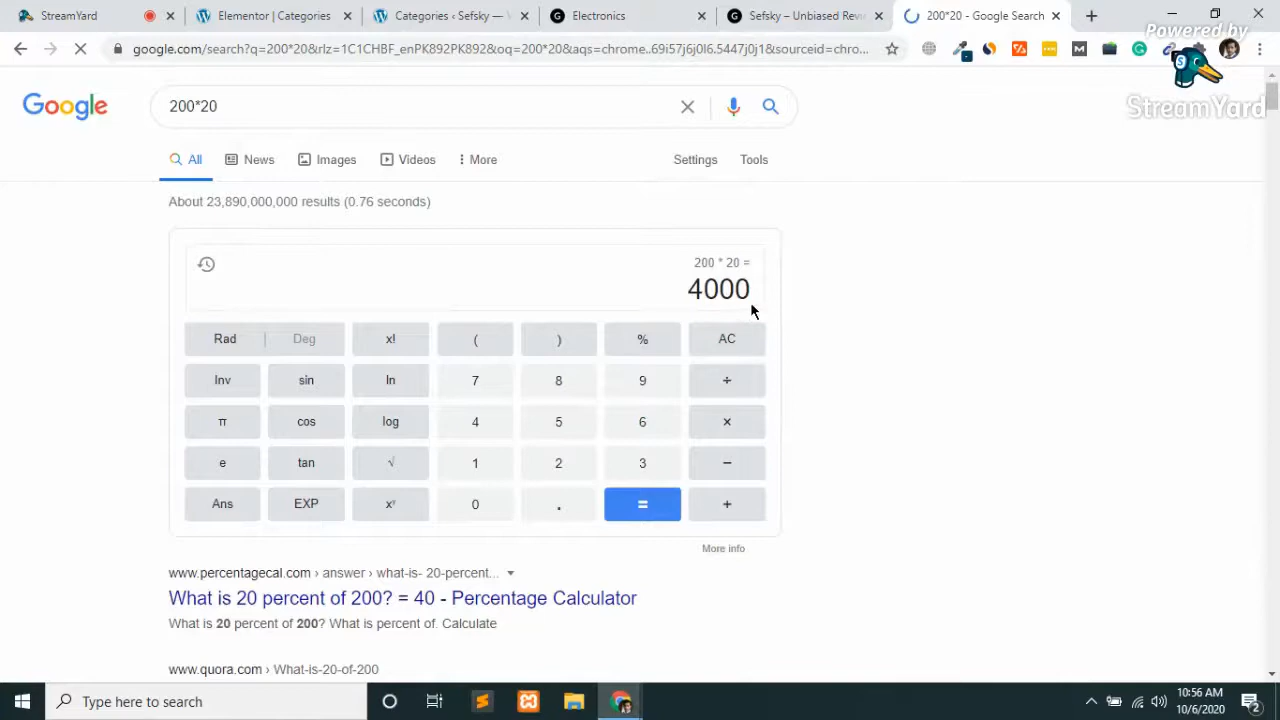 StreamYard
Elementor | Categories
Categories ‹ Sefsky — W
Electronics
Sefsky – Unbiased Revi
200*20 - Google Search
Powered by
google.com/search?q=200*20&rlz=1C1CHBF_enPK892PK892&oq=200*20&aqs=chrome..69i57j6j0l6.5447j0j1&sourceid=chro...
StreamYard
Google
200*20
All
News
Images
Videos
More
Settings
Tools
About 23,890,000,000 results (0.76 seconds)
200 * 20 =
4000
Rad | Deg x! ( ) % AC
Inv sin ln 7 8 9 ÷
π cos log 4 5 6 ×
e tan √ 1 2 3 −
Ans EXP xʸ 0 . = +
More info
www.percentagecal.com › answer › what-is- 20-percent...
What is 20 percent of 200? = 40 - Percentage Calculator
What is 20 percent of 200? What is percent of. Calculate
www.quora.com › What-is-20-of-200
Type here to search
10:56 AM
10/6/2020
2